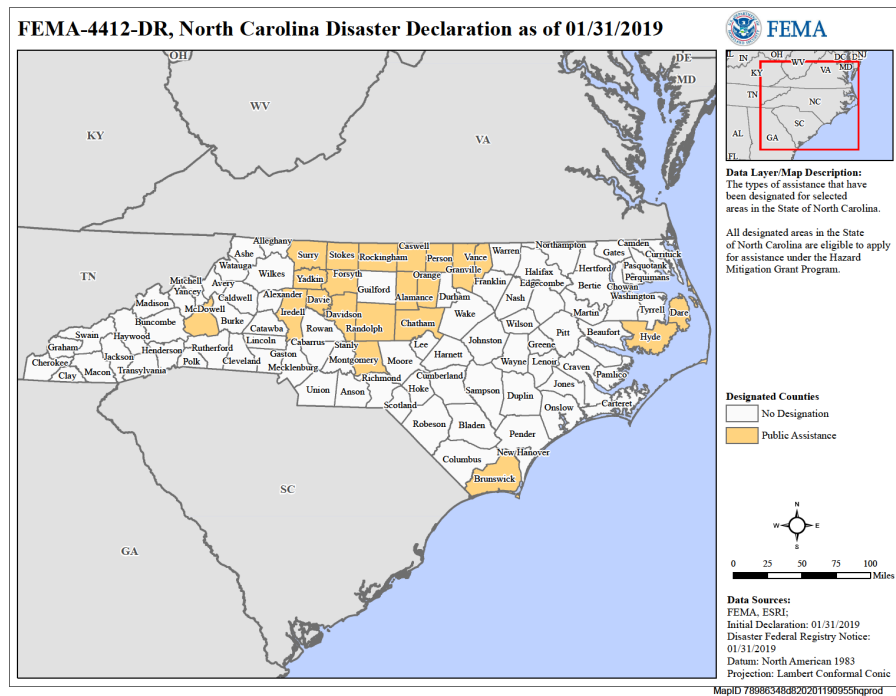 FEMA-4412-DR, North Carolina Disaster Declaration as of 01/31/2019
FEMA
OH
DE
MD
WV
KY
VA
TN
SC
GA
Alleghany
Ashe
Surry
Stokes
Rockingham
Caswell
Person
Vance
Warren
Northampton
Camden
Gates
Currituck
Watauga
Wilkes
Yadkin
Forsyth
Orange
Granville
Halifax
Hertford
Pasquotank
Perquimans
Mitchell
Avery
Yancey
Caldwell
Alexander
Davie
Guilford
Alamance
Durham
Franklin
Edgecombe
Bertie
Chowan
Washington
Madison
McDowell
Iredell
Davidson
Nash
Martin
Tyrrell
Dare
Buncombe
Burke
Catawba
Rowan
Randolph
Chatham
Wake
Wilson
Pitt
Beaufort
Hyde
Swain
Haywood
Rutherford
Lincoln
Cabarrus
Stanly
Lee
Johnston
Greene
Graham
Jackson
Henderson
Polk
Cleveland
Gaston
Mecklenburg
Montgomery
Moore
Harnett
Wayne
Lenoir
Craven
Pamlico
Cherokee
Clay
Macon
Transylvania
Union
Anson
Richmond
Cumberland
Hoke
Sampson
Duplin
Jones
Onslow
Carteret
Scotland
Robeson
Bladen
Pender
Columbus
New Hanover
Brunswick
IN
OH
WV
DC
MD
KY
VA
TN
NC
SC
AL
GA
FL
Data Layer/Map Description:
The types of assistance that have
been designated for selected
areas in the State of North Carolina.
All designated areas in the State
of North Carolina are eligible to apply
for assistance under the Hazard
Mitigation Grant Program.
Designated Counties
No Designation
Public Assistance
N
W
E
S
0 25 50 75 100
Miles
Data Sources:
FEMA, ESRI;
Initial Declaration: 01/31/2019
Disaster Federal Registry Notice:
01/31/2019
Datum: North American 1983
Projection: Lambert Conformal Conic
MapID 78986348d820201190955hqprod